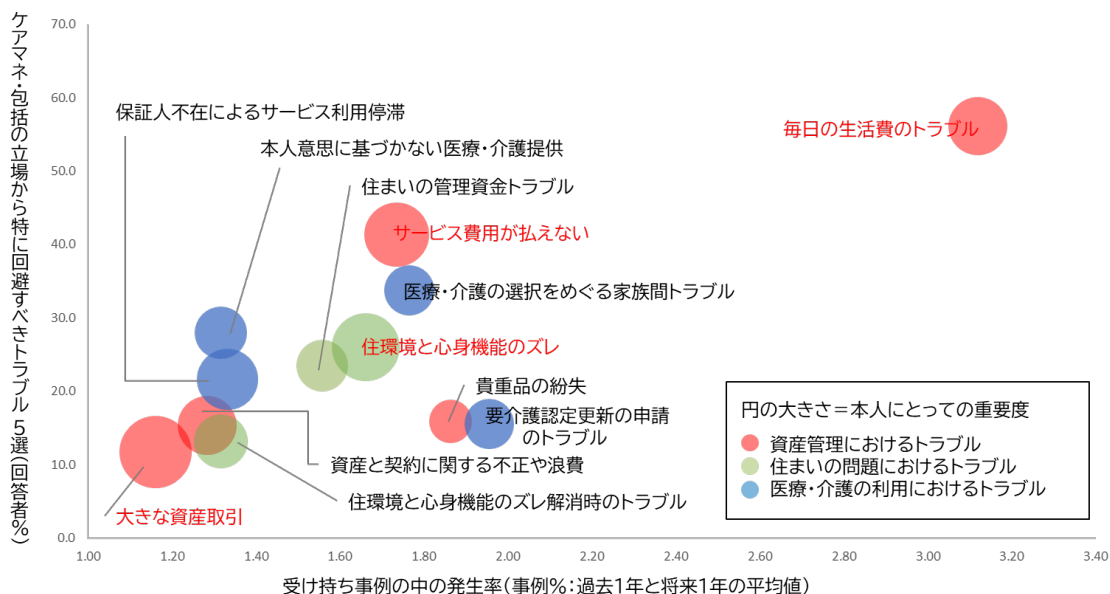 ケアマネ・包括の立場から特に回避すべきトラブル5選(回答者%)
70.0
60.0
50.0
40.0
30.0
20.0
10.0
0.0
保証人不在によるサービス利用停滞
本人意思に基づかない医療・介護提供
住まいの管理資金トラブル
毎日の生活費のトラブル
サービス費用が払えない
医療・介護の選択をめぐる家族間トラブル
住環境と心身機能のズレ
貴重品の紛失
要介護認定更新の申請
のトラブル
資産と契約に関する不正や浪費
住環境と心身機能のズレ解消時のトラブル
大きな資産取引
円の大きさ=本人にとっての重要度
資産管理におけるトラブル
住まいの問題におけるトラブル
医療・介護の利用におけるトラブル
1.00 1.20 1.40 1.60 1.80 2.00 2.20 2.40 2.60 2.80 3.00 3.20 3.40
受け持ち事例の中の発生率(事例%:過去1年と将来1年の平均値)